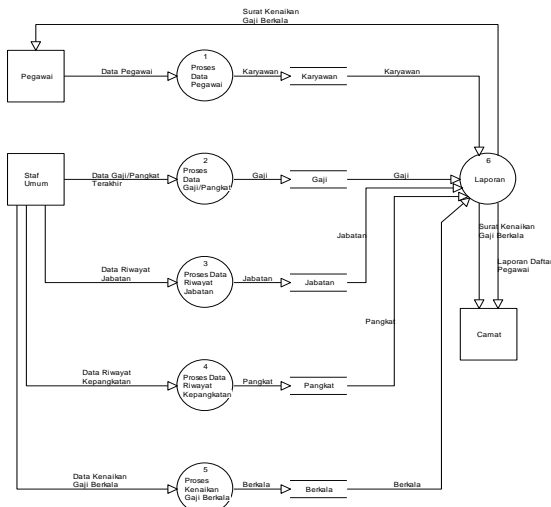 Surat Kenaikan
Gaji Berkala
Pegawai
Data Pegawai
1
Proses
Data
Pegawai
Karyawan
Karyawan
Karyawan
Staf
Umum
Data Gaji/Pangkat
Terakhir
2
Proses
Data
Gaji/Pangkat
Gaji
Gaji
Gaji
6
Laporan
Jabatan
Surat Kenaikan
Gaji Berkala
Laporan Daftar
Pegawai
Data Riwayat
Jabatan
3
Proses Data
Riwayat
Jabatan
Jabatan
Jabatan
Pangkat
Camat
Data Riwayat
Kepangkatan
4
Proses Data
Riwayat
Kepangkatan
Pangkat
Pangkat
Data Kenaikan
Gaji Berkala
5
Proses
Kenaikan
Gaji Berkala
Berkala
Berkala
Berkala